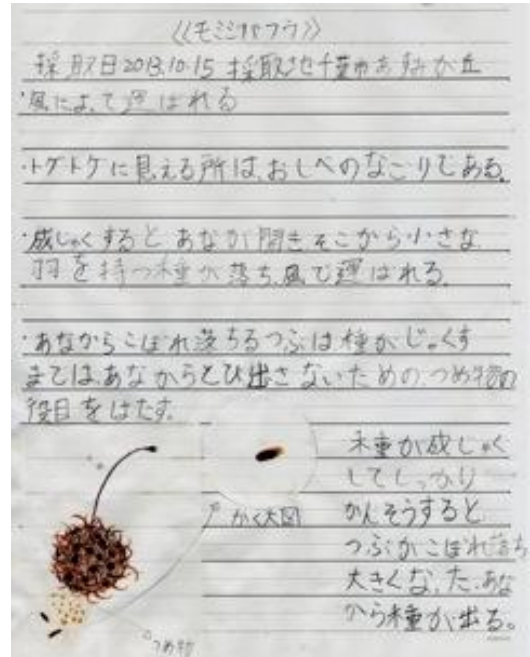 《モミジバフウ》
採取日2013.10.15 採取地千葉市あすみが丘
・風によって運ばれる
・トゲトゲに見える所は、おしべのなごりである。
・成じゅくするとあなが開きそこから小さな
羽を持つ種が落ち、風で運ばれる。
・あなからこぼれ落ちるつぶは種がじゅくす
まではあなからとび出さないための、つめ物の
役目をはたす。
種が成じゅく
してしっかり
かんそうすると
つぶがこぼれ落ち
大きくなったあな
から種が出る。
かく大図
つめ物